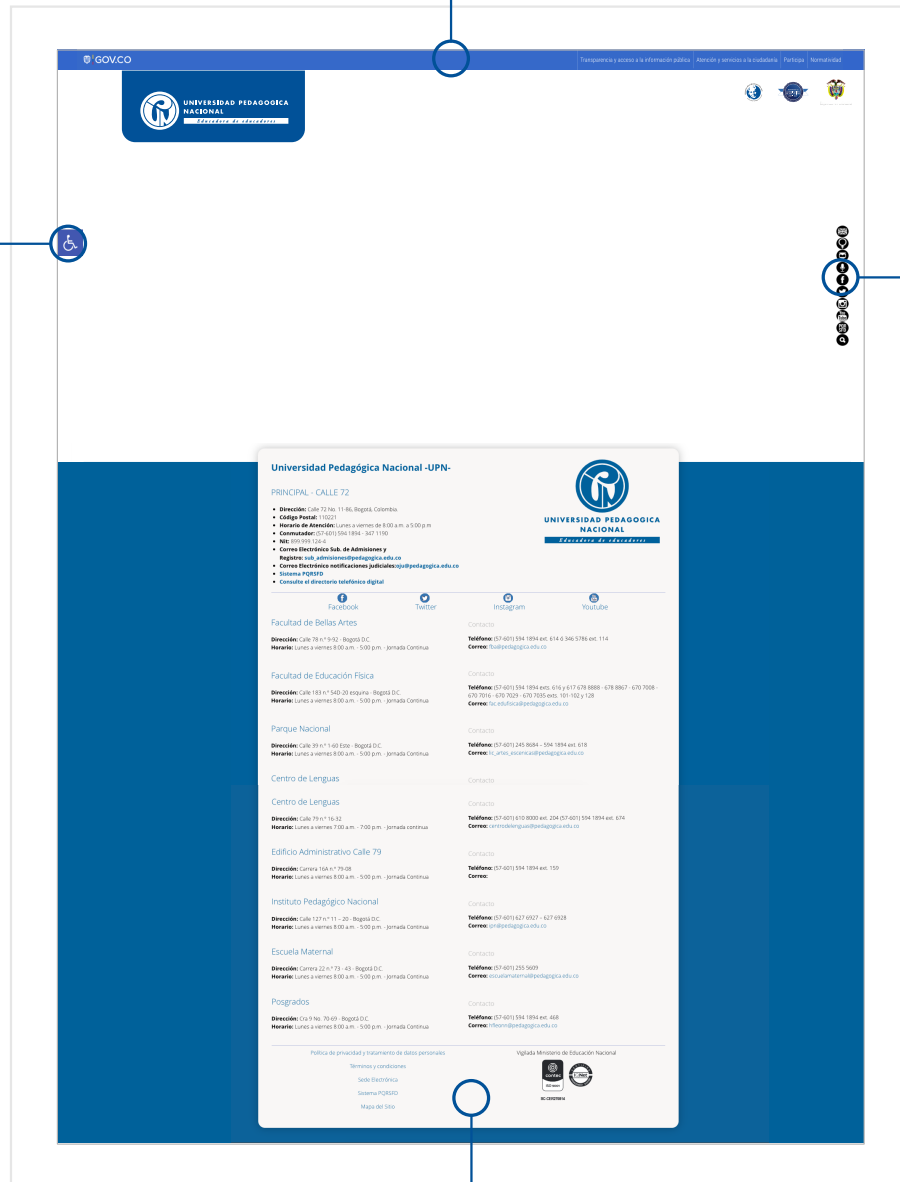 GOV.CO
Transparencia y acceso a la información pública Atención y servicios a la ciudadanía Participa Normatividad
UNIVERSIDAD PEDAGOGICA
NACIONAL
Educadora de educadores
Universidad Pedagógica Nacional -UPN-
PRINCIPAL - CALLE 72
• Dirección: Calle 72 No. 11-86, Bogotá, Colombia
• Código Postal: 110221
• Horario de Atención: Lunes a viernes de 8:00 a.m. a 5:00 p.m
• Conmutador: (57-601) 594 1894 - 347 1190
• Nit: 899.999.124-4
• Correo Electrónico Sub. de Admisiones y
Registro: sub_admisiones@pedagogica.edu.co
• Correo Electrónico notificaciones judiciales:oju@pedagogica.edu.co
• Sistema PQRSFD
• Consulte el directorio telefónico digital
UNIVERSIDAD PEDAGOGICA
NACIONAL
Educadora de educadores
Facebook Twitter Instagram Youtube
Facultad de Bellas Artes
Contacto
Dirección: Calle 78 n.º 9-92 - Bogotá D.C.
Horario: Lunes a viernes 8:00 a.m. - 5:00 p.m. - Jornada Continua
Teléfono: (57-601) 594 1894 ext. 614 ó 346 5786 ext. 114
Correo: fba@pedagogica.edu.co
Facultad de Educación Física
Contacto
Dirección: Calle 183 n.º 54D-20 esquina - Bogotá D.C.
Horario: Lunes a viernes 8:00 a.m. - 5:00 p.m. - Jornada Continua
Teléfono: (57-601) 594 1894 exts. 616 y 617 678 8888 - 678 8867 - 670 7008 -
670 7016 - 670 7029 - 670 7035 exts. 101-102 y 128
Correo: fac.edufisica@pedagogica.edu.co
Parque Nacional
Contacto
Dirección: Calle 39 n.º 1-60 Este - Bogotá D.C.
Horario: Lunes a viernes 8:00 a.m. - 5:00 p.m. - Jornada Continua
Teléfono: (57-601) 245 8684 – 594 1894 ext. 618
Correo: lic_artes_escenicas@pedagogica.edu.co
Centro de Lenguas
Contacto
Centro de Lenguas
Contacto
Dirección: Calle 79 n.º 16-32
Horario: Lunes a viernes 7:00 a.m. - 7:00 p.m. - Jornada continua
Teléfono: (57-601) 610 8000 ext. 204 (57-601) 594 1894 ext. 674
Correo: centrodelenguas@pedagogica.edu.co
Edificio Administrativo Calle 79
Contacto
Dirección: Carrera 16A n.º 79-08
Horario: Lunes a viernes 8:00 a.m. - 5:00 p.m. - Jornada Continua
Teléfono: (57-601) 594 1894 ext. 159
Correo:
Instituto Pedagógico Nacional
Contacto
Dirección: Calle 127 n.º 11 – 20 - Bogotá D.C.
Horario: Lunes a viernes 8:00 a.m. - 5:00 p.m. - Jornada Continua
Teléfono: (57-601) 627 6927 – 627 6928
Correo: ipn@pedagogica.edu.co
Escuela Maternal
Contacto
Dirección: Carrera 22 n.º 73 - 43 - Bogotá D.C.
Horario: Lunes a viernes 8:00 a.m. - 5:00 p.m. - Jornada Continua
Teléfono: (57-601) 255 5609
Correo: escuelamaternal@pedagogica.edu.co
Posgrados
Contacto
Dirección: Cra 9 No. 70-69 - Bogotá D.C.
Horario: Lunes a viernes 8:00 a.m. - 5:00 p.m. - Jornada Continua
Teléfono: (57-601) 594 1894 ext. 468
Correo: hfleonn@pedagogica.edu.co
Política de privacidad y tratamiento de datos personales
Términos y condiciones
Sede Electrónica
Sistema PQRSFD
Mapa del Sitio
Vigilada Ministerio de Educación Nacional
icontec
ISO 9001
SC-CER270816
IQNET